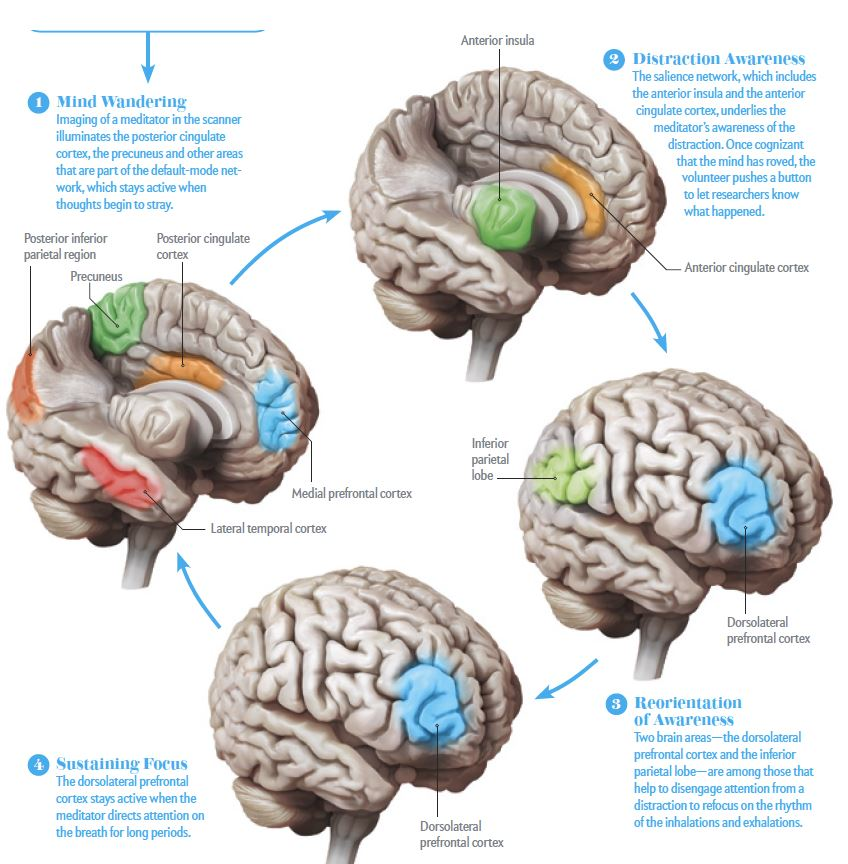 1 Mind Wandering
Imaging of a meditator in the scanner
illuminates the posterior cingulate
cortex, the precuneus and other areas
that are part of the default-mode net-
work, which stays active when
thoughts begin to stray.
Posterior inferior
parietal region
Precuneus
Posterior cingulate
cortex
Medial prefrontal cortex
Lateral temporal cortex
Anterior insula
2 Distraction Awareness
The salience network, which includes
the anterior insula and the anterior
cingulate cortex, underlies the
meditator’s awareness of the
distraction. Once cognizant
that the mind has roved, the
volunteer pushes a button
to let researchers know
what happened.
Anterior cingulate cortex
Inferior
parietal
lobe
Dorsolateral
prefrontal cortex
3 Reorientation
of Awareness
Two brain areas—the dorsolateral
prefrontal cortex and the inferior
parietal lobe—are among those that
help to disengage attention from a
distraction to refocus on the rhythm
of the inhalations and exhalations.
4 Sustaining Focus
The dorsolateral prefrontal
cortex stays active when the
meditator directs attention on
the breath for long periods.
Dorsolateral
prefrontal cortex